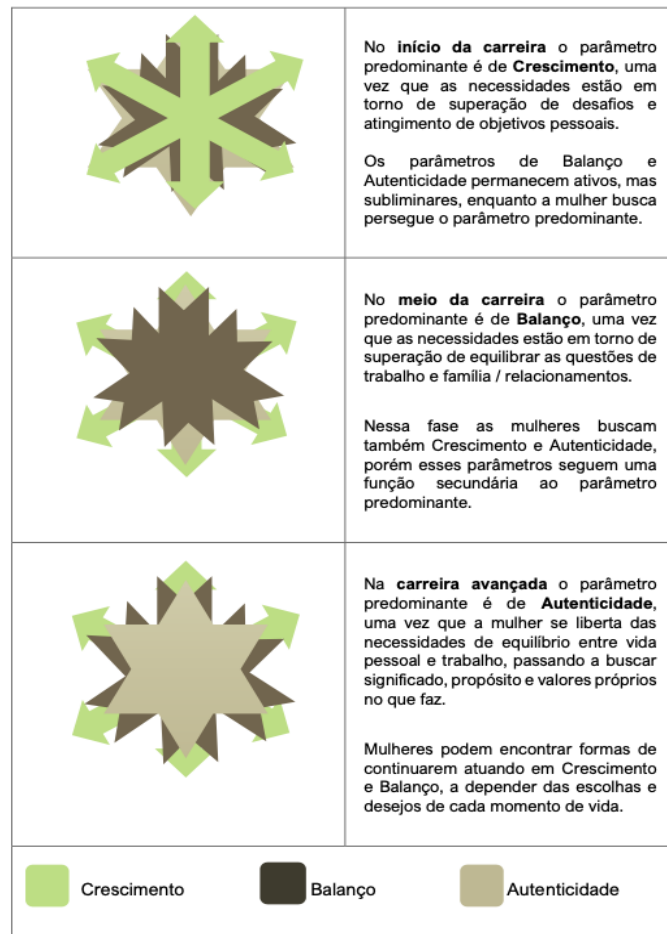 No início da carreira o parâmetro
predominante é de Crescimento, uma
vez que as necessidades estão em
torno de superação de desafios e
atingimento de objetivos pessoais.
Os parâmetros de Balanço e
Autenticidade permanecem ativos, mas
subliminares, enquanto a mulher busca
persegue o parâmetro predominante.
No meio da carreira o parâmetro
predominante é de Balanço, uma vez
que as necessidades estão em torno de
superação de equilibrar as questões de
trabalho e família / relacionamentos.
Nessa fase as mulheres buscam
também Crescimento e Autenticidade,
porém esses parâmetros seguem uma
função secundária ao parâmetro
predominante.
Na carreira avançada o parâmetro
predominante é de Autenticidade,
uma vez que a mulher se liberta das
necessidades de equilíbrio entre vida
pessoal e trabalho, passando a buscar
significado, propósito e valores próprios
no que faz.
Mulheres podem encontrar formas de
continuarem atuando em Crescimento
e Balanço, a depender das escolhas e
desejos de cada momento de vida.
Crescimento
Balanço
Autenticidade